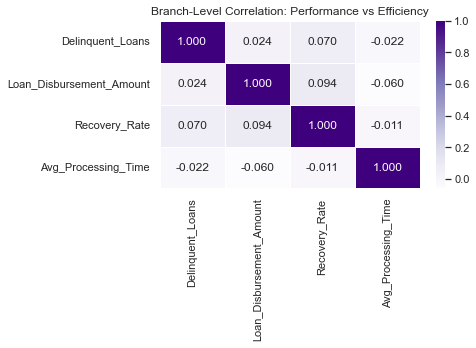 Branch-Level Correlation: Performance vs Efficiency
Delinquent_Loans 1.000 0.024 0.070 -0.022
Loan_Disbursement_Amount 0.024 1.000 0.094 -0.060
Recovery_Rate 0.070 0.094 1.000 -0.011
Avg_Processing_Time -0.022 -0.060 -0.011 1.000
Delinquent_Loans
Loan_Disbursement_Amount
Recovery_Rate
Avg_Processing_Time
1.0
0.8
0.6
0.4
0.2
0.0